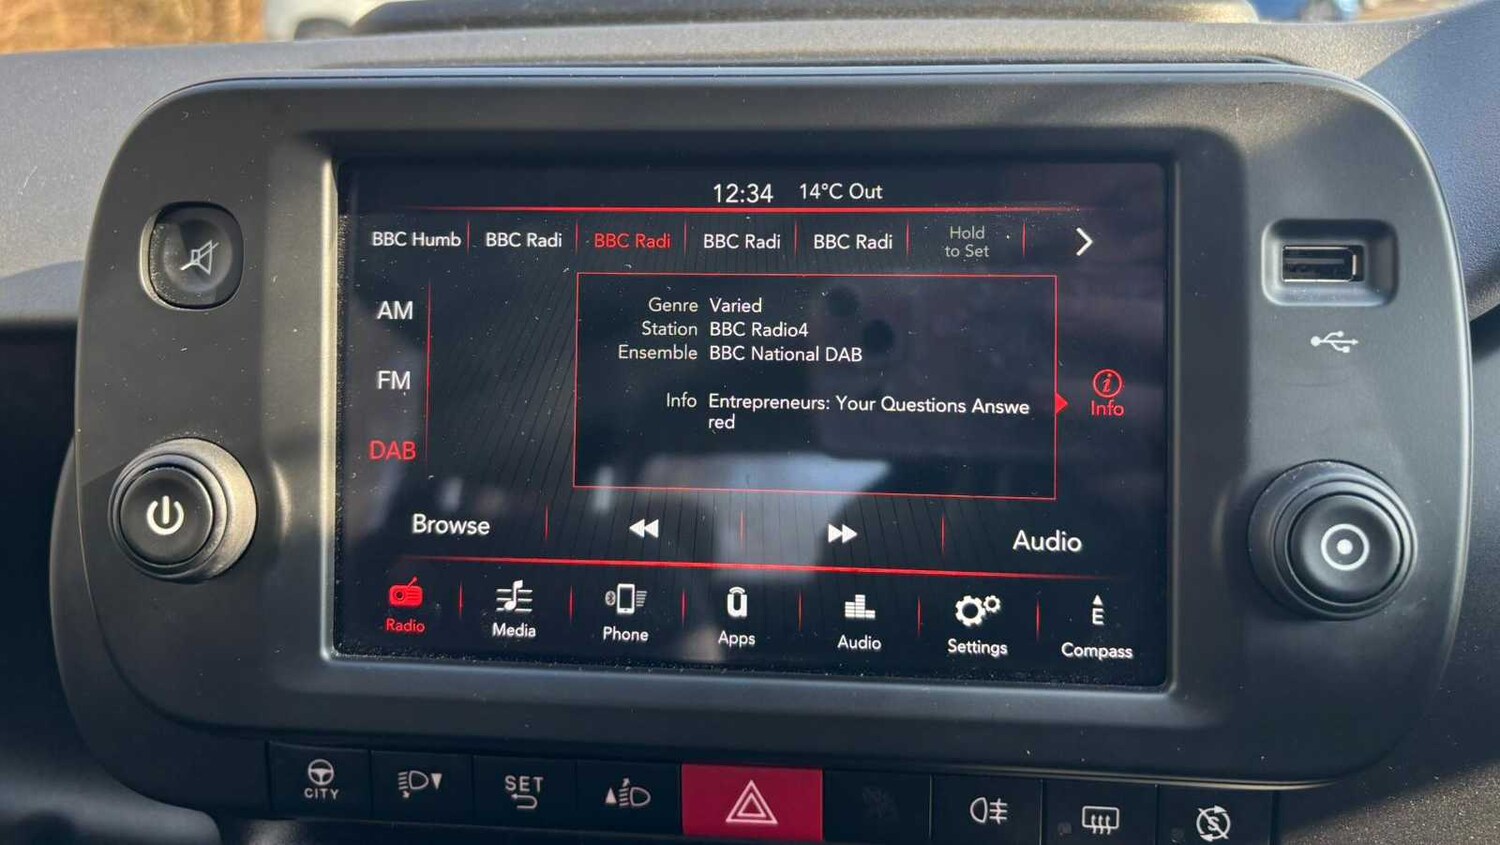 12:34 14°C Out
BBC Humb BBC Radi BBC Radi BBC Radi BBC Radi Hold
to Set
AM
FM
DAB
Genre Varied
Station BBC Radio4
Ensemble BBC National DAB
Info Entrepreneurs: Your Questions Answe
red
Info
Browse Audio
Radio Media Phone Apps Audio Settings Compass
E
CITY
SET